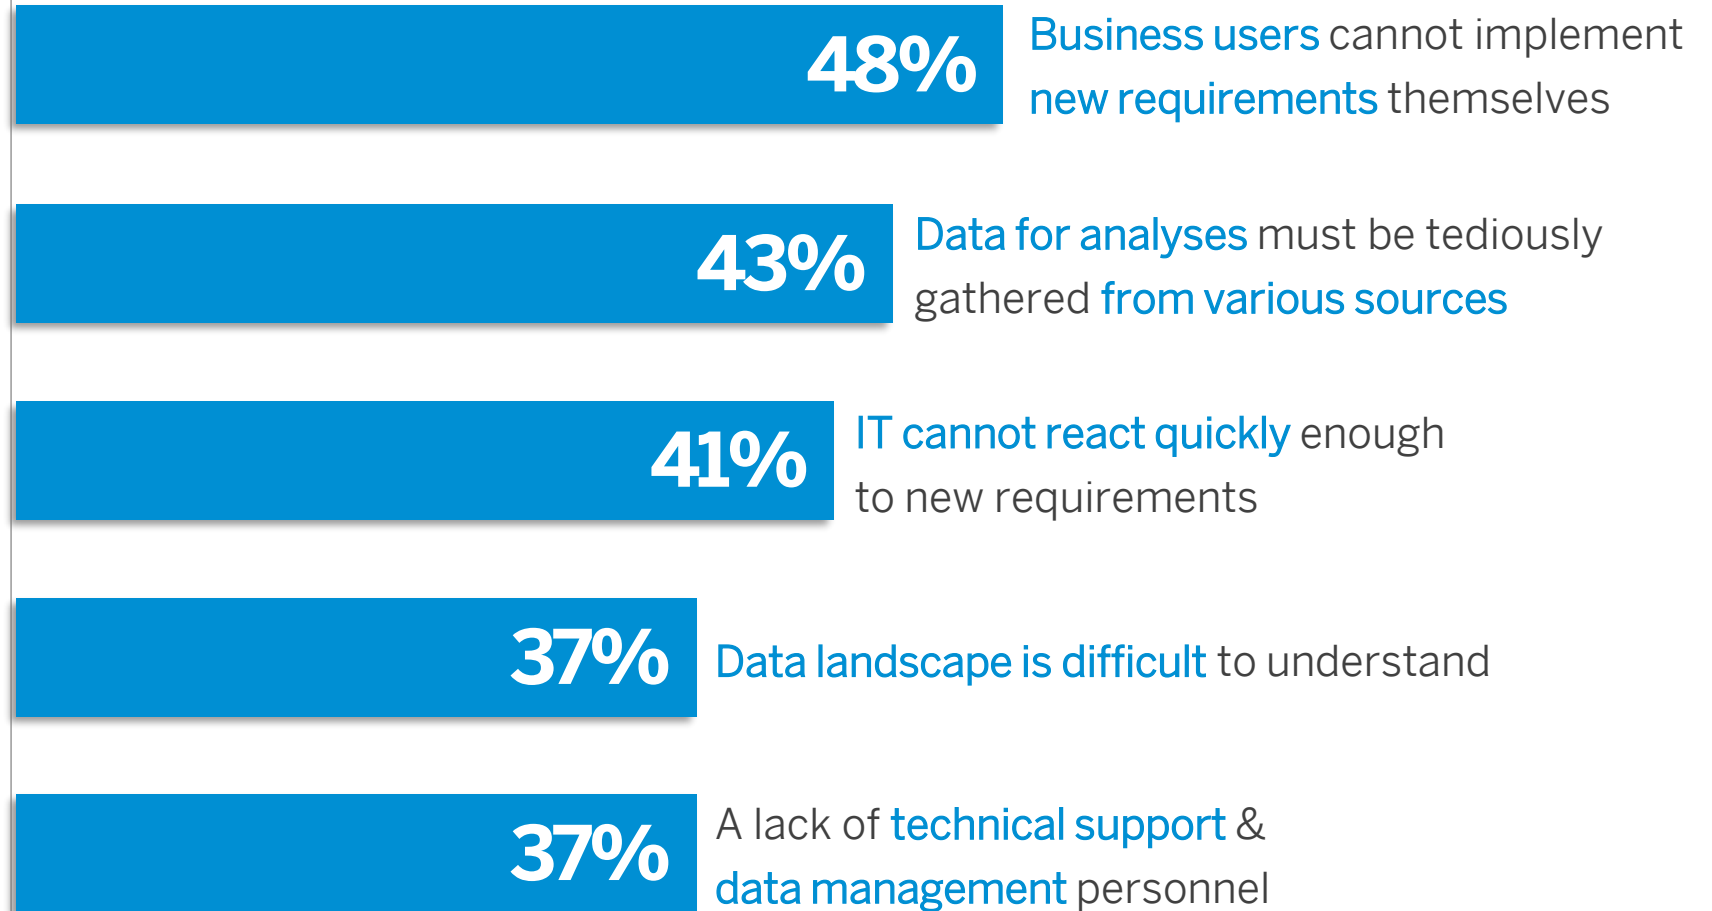 48%
Business users cannot implement
new requirements themselves
43%
Data for analyses must be tediously
gathered from various sources
41%
IT cannot react quickly enough
to new requirements
37%
Data landscape is difficult to understand
37%
A lack of technical support &
data management personnel